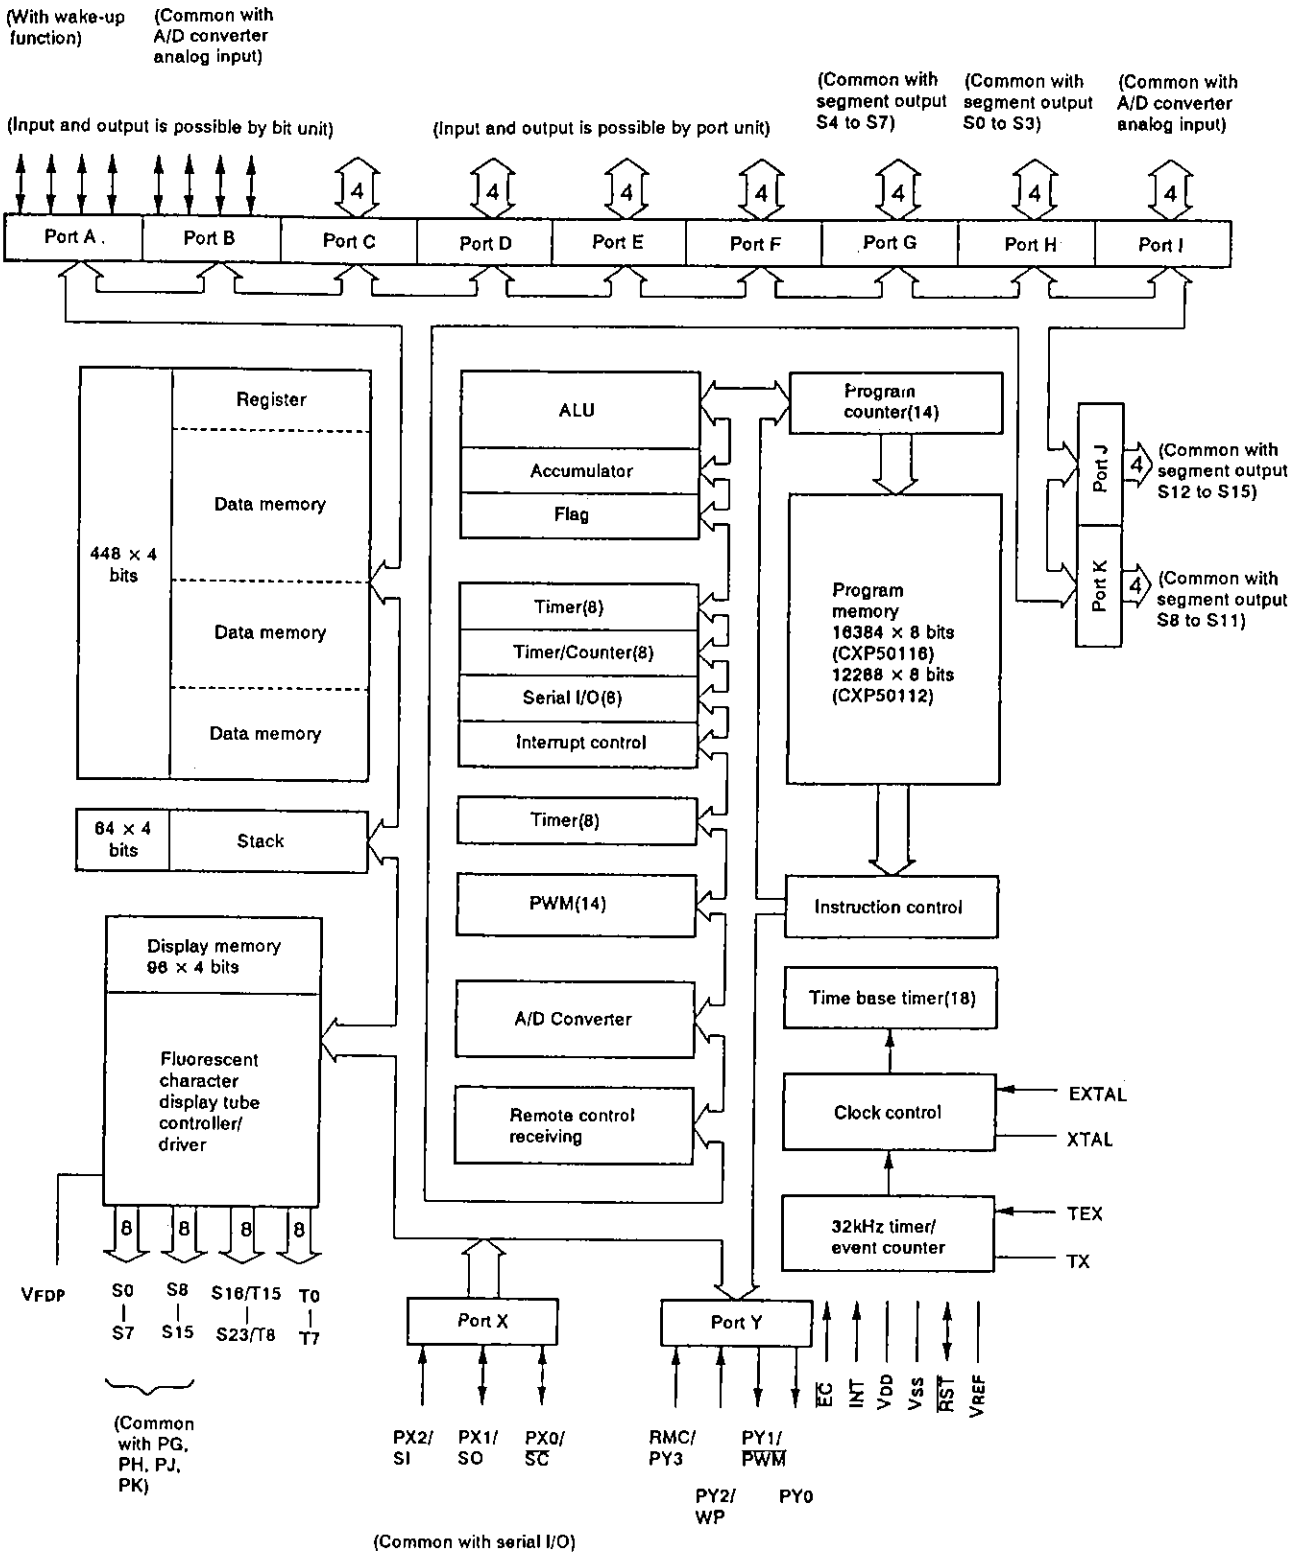 (With wake-up
function)
(Common with
A/D converter
analog input)
(Common with
segment output
S4 to S7)
(Common with
segment output
S0 to S3)
(Common with
A/D converter
analog input)
(Input and output is possible by bit unit)
(Input and output is possible by port unit)
4
4
4
4
4
4
4
Port A .
Port B
Port C
Port D
Port E
Port F
Port G
Port H
Port I
448 × 4
bits
Register
Data memory
Data memory
Data memory
64 × 4
bits
Stack
Display memory
96 × 4 bits
Fluorescent
character
display tube
controller/
driver
ALU
Accumulator
Flag
Timer(8)
Timer/Counter(8)
Serial I/O(8)
Interrupt control
Timer(8)
PWM(14)
A/D Converter
Remote control
receiving
Program
counter(14)
Program
memory
16384 × 8 bits
(CXP50116)
12288 × 8 bits
(CXP50112)
Instruction control
Time base timer(18)
Clock control
EXTAL
XTAL
32kHz timer/
event counter
TEX
TX
Port J
4
(Common with
segment output
S12 to S15)
Port K
4
(Common with
segment output
S8 to S11)
8
8
8
8
VFDP
S0
S7
S8
S15
S16/T15
S23/T8
T0
T7
(Common
with PG,
PH, PJ,
PK)
Port X
PX2/
SI
PX1/
SO
PX0/
SC
(Common with serial I/O)
Port Y
RMC/
PY3
PY2/
WP
PY1/
PWM
PY0
EC
INT
VDD
VSS
RST
VREF